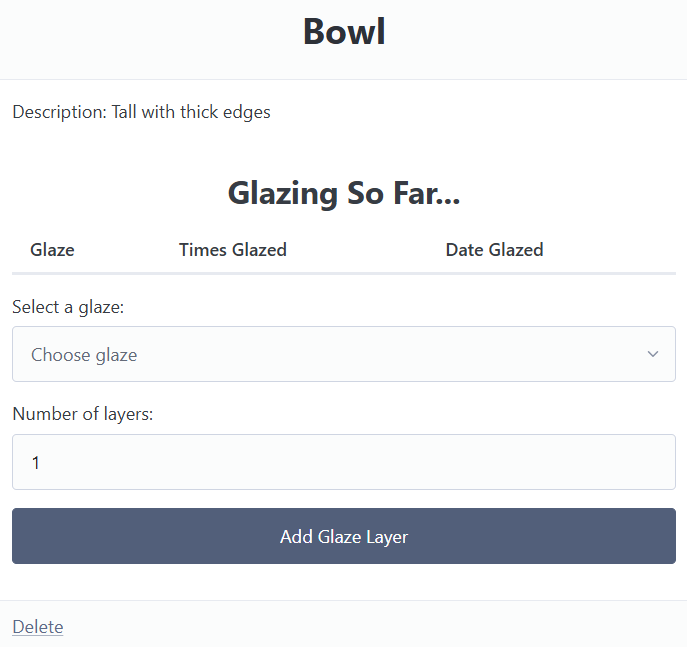 Bowl
Description: Tall with thick edges
Glazing So Far...
Glaze Times Glazed Date Glazed
Select a glaze:
Choose glaze
Number of layers:
1
Add Glaze Layer
Delete